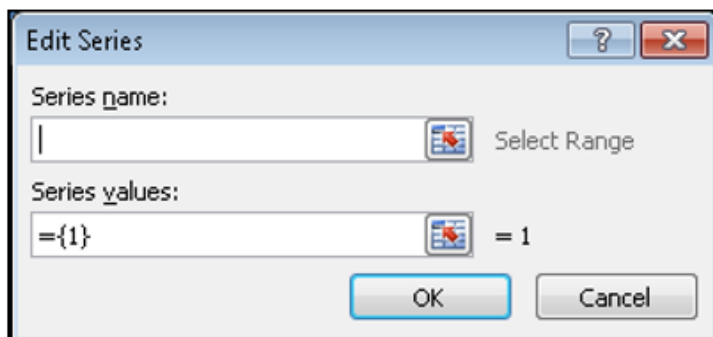 Edit Series
Series name:
Select Range
Series values:
={1}
= 1
OK
Cancel